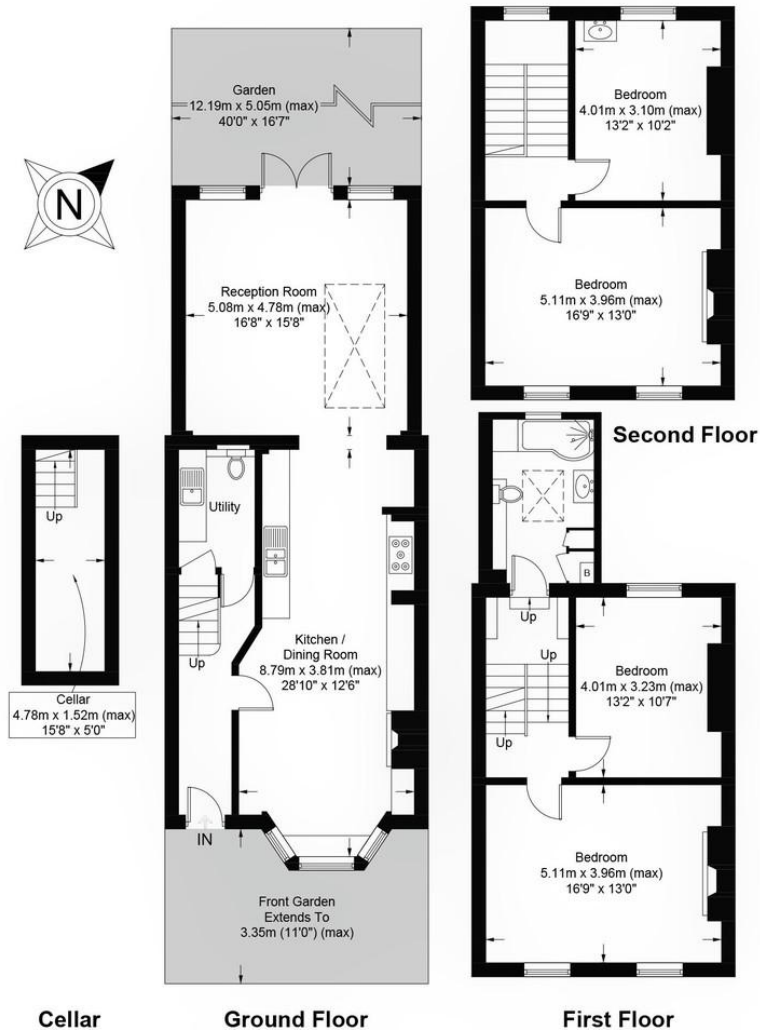 Garden
12.19m x 5.05m (max)
40'0" x 16'7"
N
Reception Room
5.08m x 4.78m (max)
16'8" x 15'8"
Utility
Up
Kitchen /
Dining Room
8.79m x 3.81m (max)
28'10" x 12'6"
IN
Front Garden
Extends To
3.35m (11'0") (max)
Ground Floor
Up
Cellar
4.78m x 1.52m (max)
15'8" x 5'0"
Cellar
Bedroom
4.01m x 3.10m (max)
13'2" x 10'2"
Bedroom
5.11m x 3.96m (max)
16'9" x 13'0"
Second Floor
B
Up
Up
Up
Bedroom
4.01m x 3.23m (max)
13'2" x 10'7"
Bedroom
5.11m x 3.96m (max)
16'9" x 13'0"
First Floor